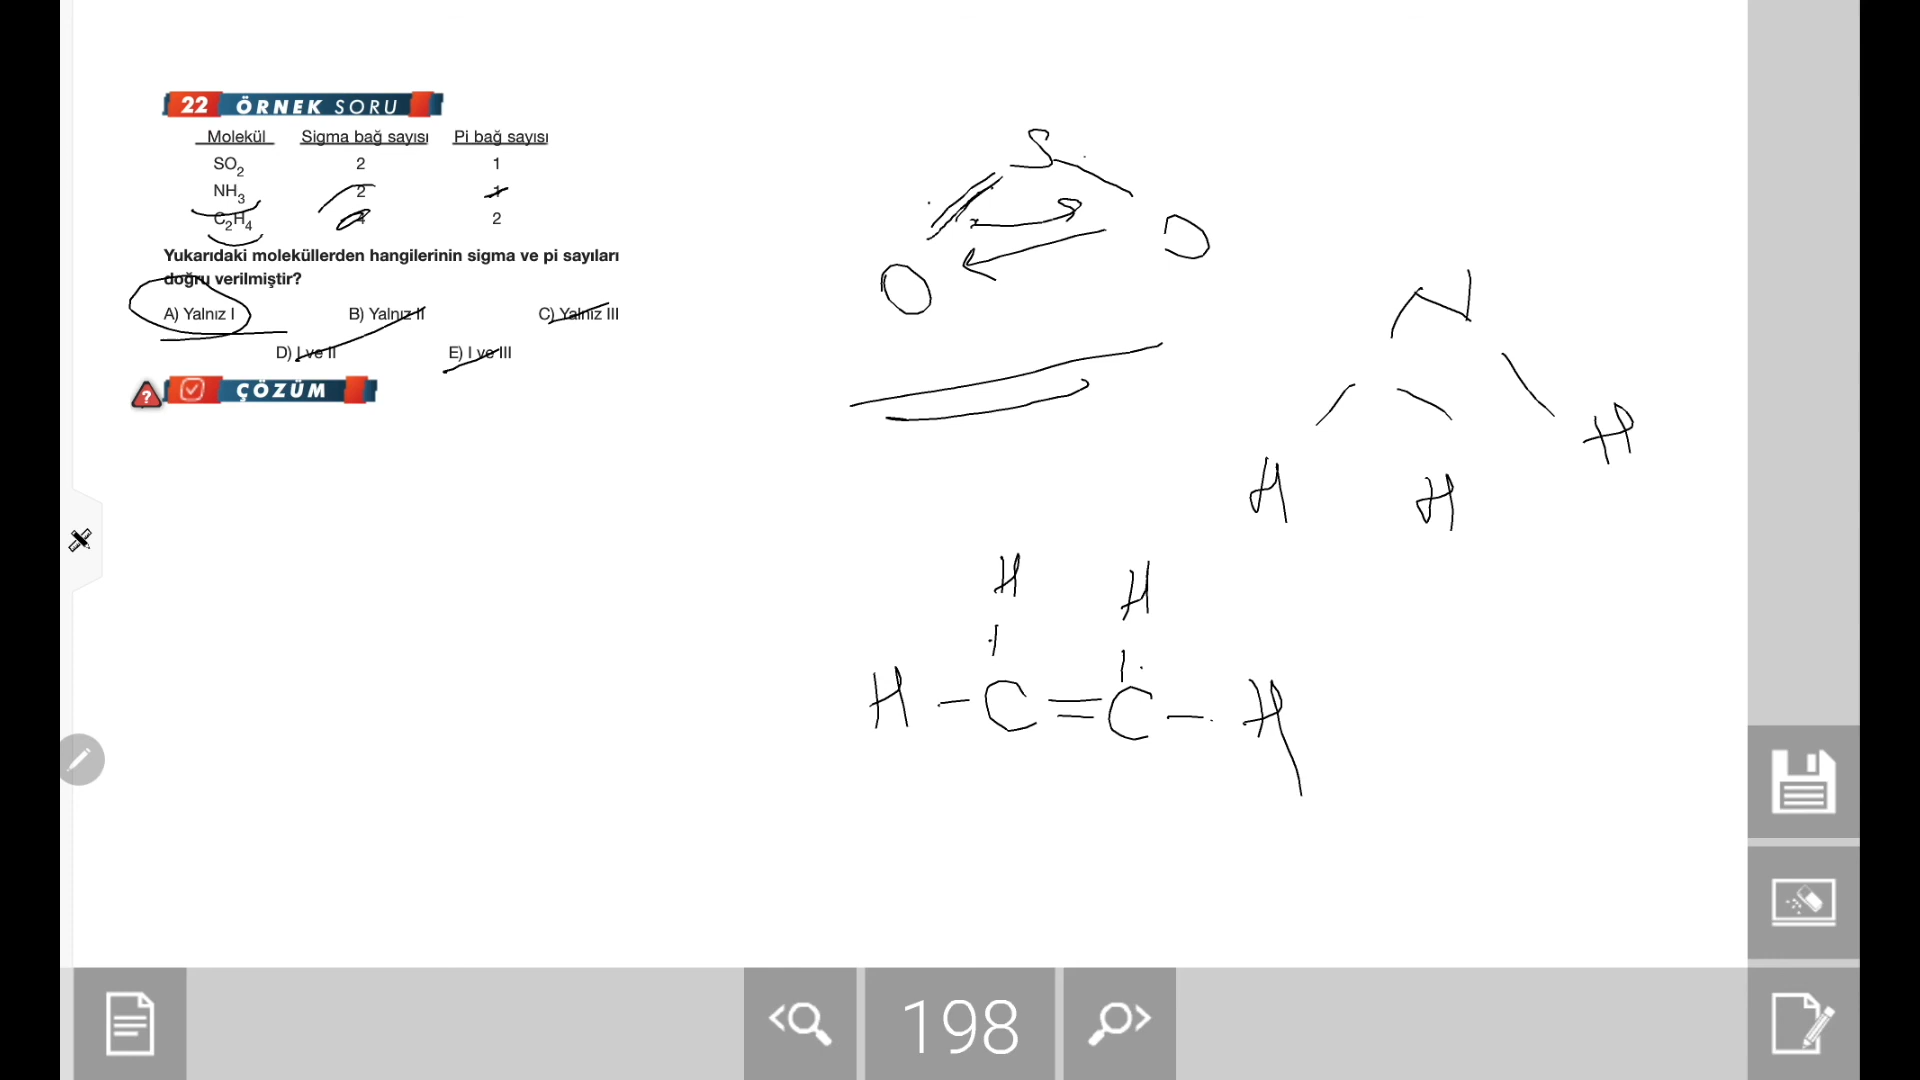 22 ÖRNEK SORU
Molekül Sigma bağ sayısı Pi bağ sayısı
SO2 2 1
NH3 2 1
C2H4 4 2
Yukarıdaki moleküllerden hangilerinin sigma ve pi sayıları
doğru verilmiştir?
A) Yalnız I B) Yalnız II C) Yalnız III
D) I ve II E) I ve III
? ÇÖZÜM
S
O O
N
H H H
H H
H - C = C - H
198